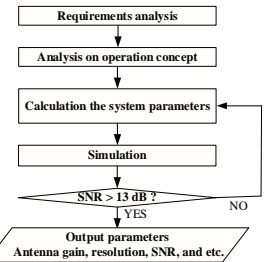 Requirements analysis
Analysis on operation concept
Calculation the system parameters
Simulation
SNR > 13 dB ?
NO
YES
Output parameters
Antenna gain, resolution, SNR, and etc.